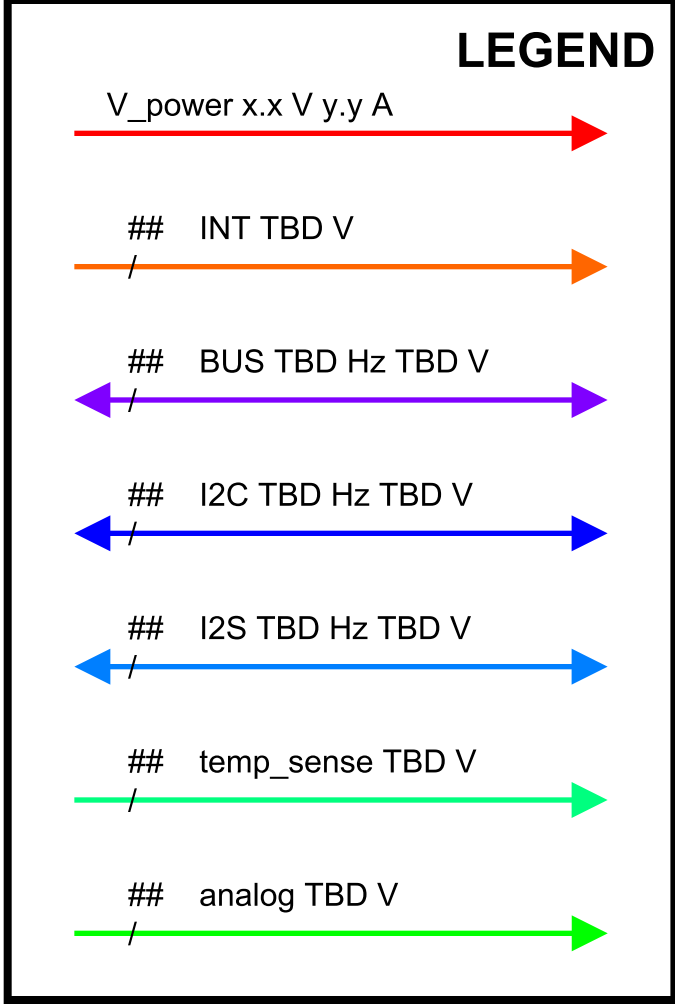 LEGEND
V_power x.x V y.y A
## INT TBD V
/
## BUS TBD Hz TBD V
/
## I2C TBD Hz TBD V
/
## I2S TBD Hz TBD V
/
## temp_sense TBD V
/
## analog TBD V
/